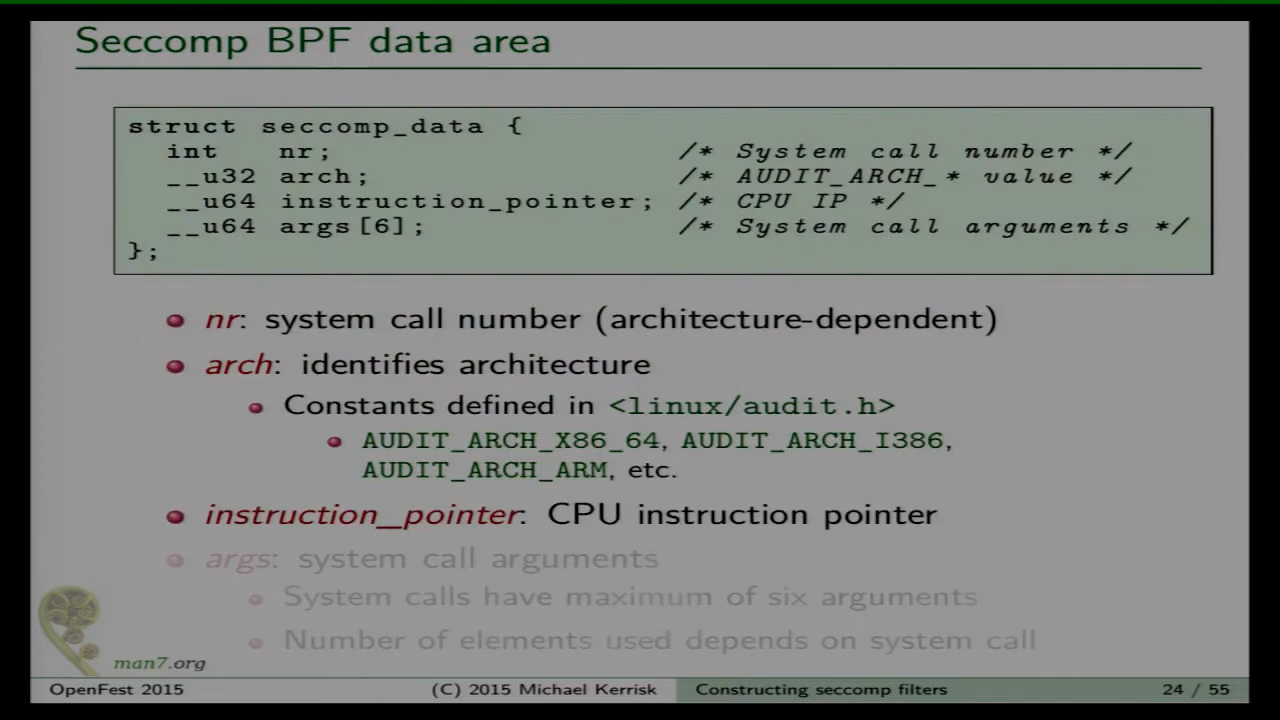 Seccomp BPF data area
struct seccomp_data {
int nr; /* System call number */
__u32 arch; /* AUDIT_ARCH_* value */
__u64 instruction_pointer; /* CPU IP */
__u64 args[6]; /* System call arguments */
};
nr: system call number (architecture-dependent)
arch: identifies architecture
Constants defined in <linux/audit.h>
AUDIT_ARCH_X86_64, AUDIT_ARCH_I386,
AUDIT_ARCH_ARM, etc.
instruction_pointer: CPU instruction pointer
args: system call arguments
System calls have maximum of six arguments
Number of elements used depends on system call
man7.org
OpenFest 2015 (C) 2015 Michael Kerrisk Constructing seccomp filters 24 / 55